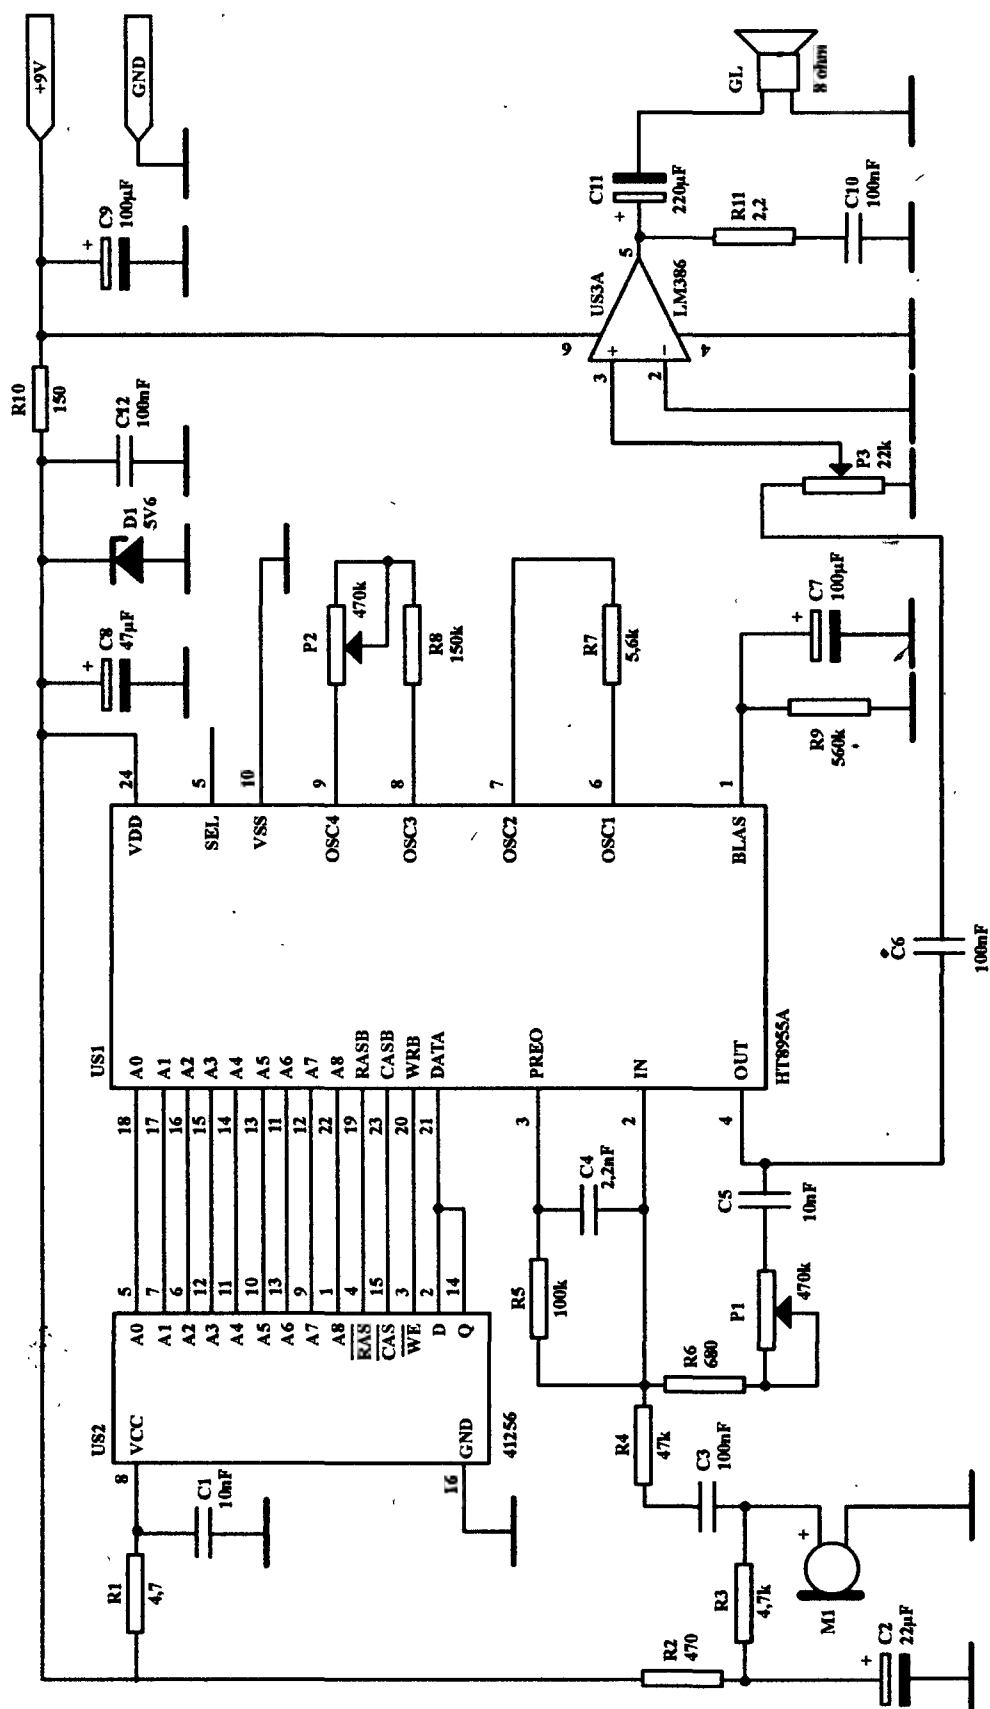 +9V
GND
R10
150
C9
100µF
+
C12
100nF
D1
5V6
C8
47µF
+
US3A
LM386
6
3
2
4
5
+
−
C11
220µF
+
GL
8 ohm
R11
2,2
C10
100nF
P3
22k
C7
100µF
+
R9
560k
P2
470k
R8
150k
R7
5,6k
24
5
10
9
8
7
6
1
VDD
SEL
VSS
OSC4
OSC3
OSC2
OSC1
BLAS
US1
HT8955A
A0
A1
A2
A3
A4
A5
A6
A7
A8
RASB
CASB
WRB
DATA
PREO
IN
OUT
18
17
16
15
14
13
11
12
22
19
23
20
21
3
2
4
C6
100nF
C4
2,2nF
C5
10nF
R5
100k
P1
470k
R6
680
R4
47k
C3
100nF
5
7
6
12
11
10
13
9
1
4
15
3
2
14
A0
A1
A2
A3
A4
A5
A6
A7
A8
RAS
CAS
WE
D
Q
US2
VCC
GND
41256
8
16
C1
10nF
R1
4,7
R3
4,7k
M1
+
R2
470
C2
22µF
+